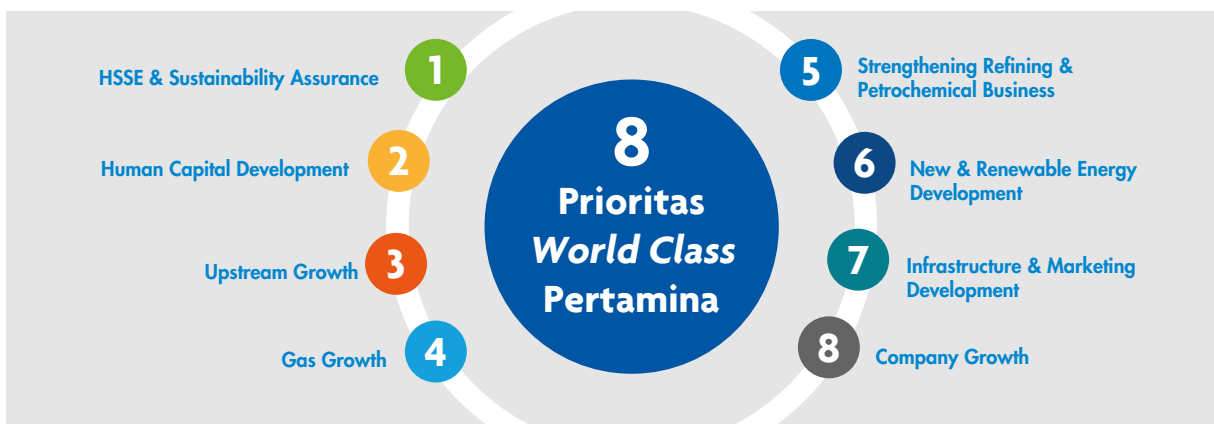 1
HSSE & Sustainability Assurance
2
Human Capital Development
3
Upstream Growth
4
Gas Growth
8
Prioritas
World Class
Pertamina
5
Strengthening Refining &
Petrochemical Business
6
New & Renewable Energy
Development
7
Infrastructure & Marketing
Development
8
Company Growth